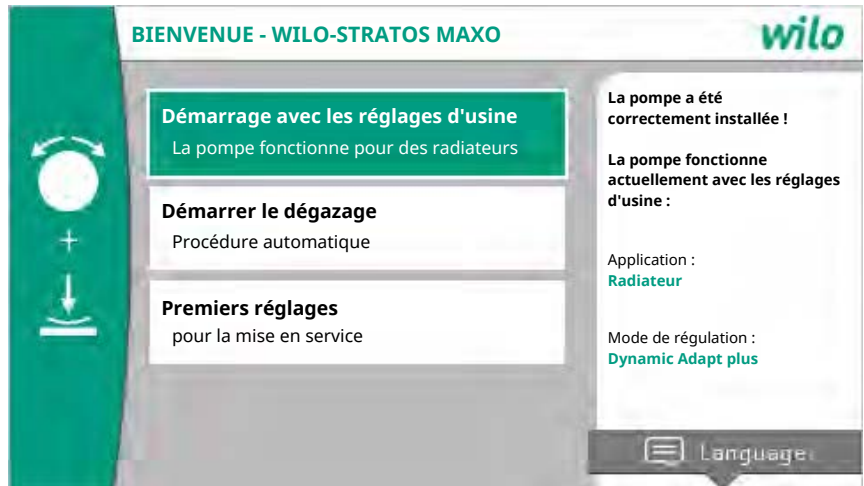 BIENVENUE - WILO-STRATOS MAXO
wilo
Démarrage avec les réglages d'usine
La pompe fonctionne pour des radiateurs
Démarrer le dégazage
Procédure automatique
Premiers réglages
pour la mise en service
La pompe a été
correctement installée !
La pompe fonctionne
actuellement avec les réglages
d'usine :
Application :
Radiateur
Mode de régulation :
Dynamic Adapt plus
Language